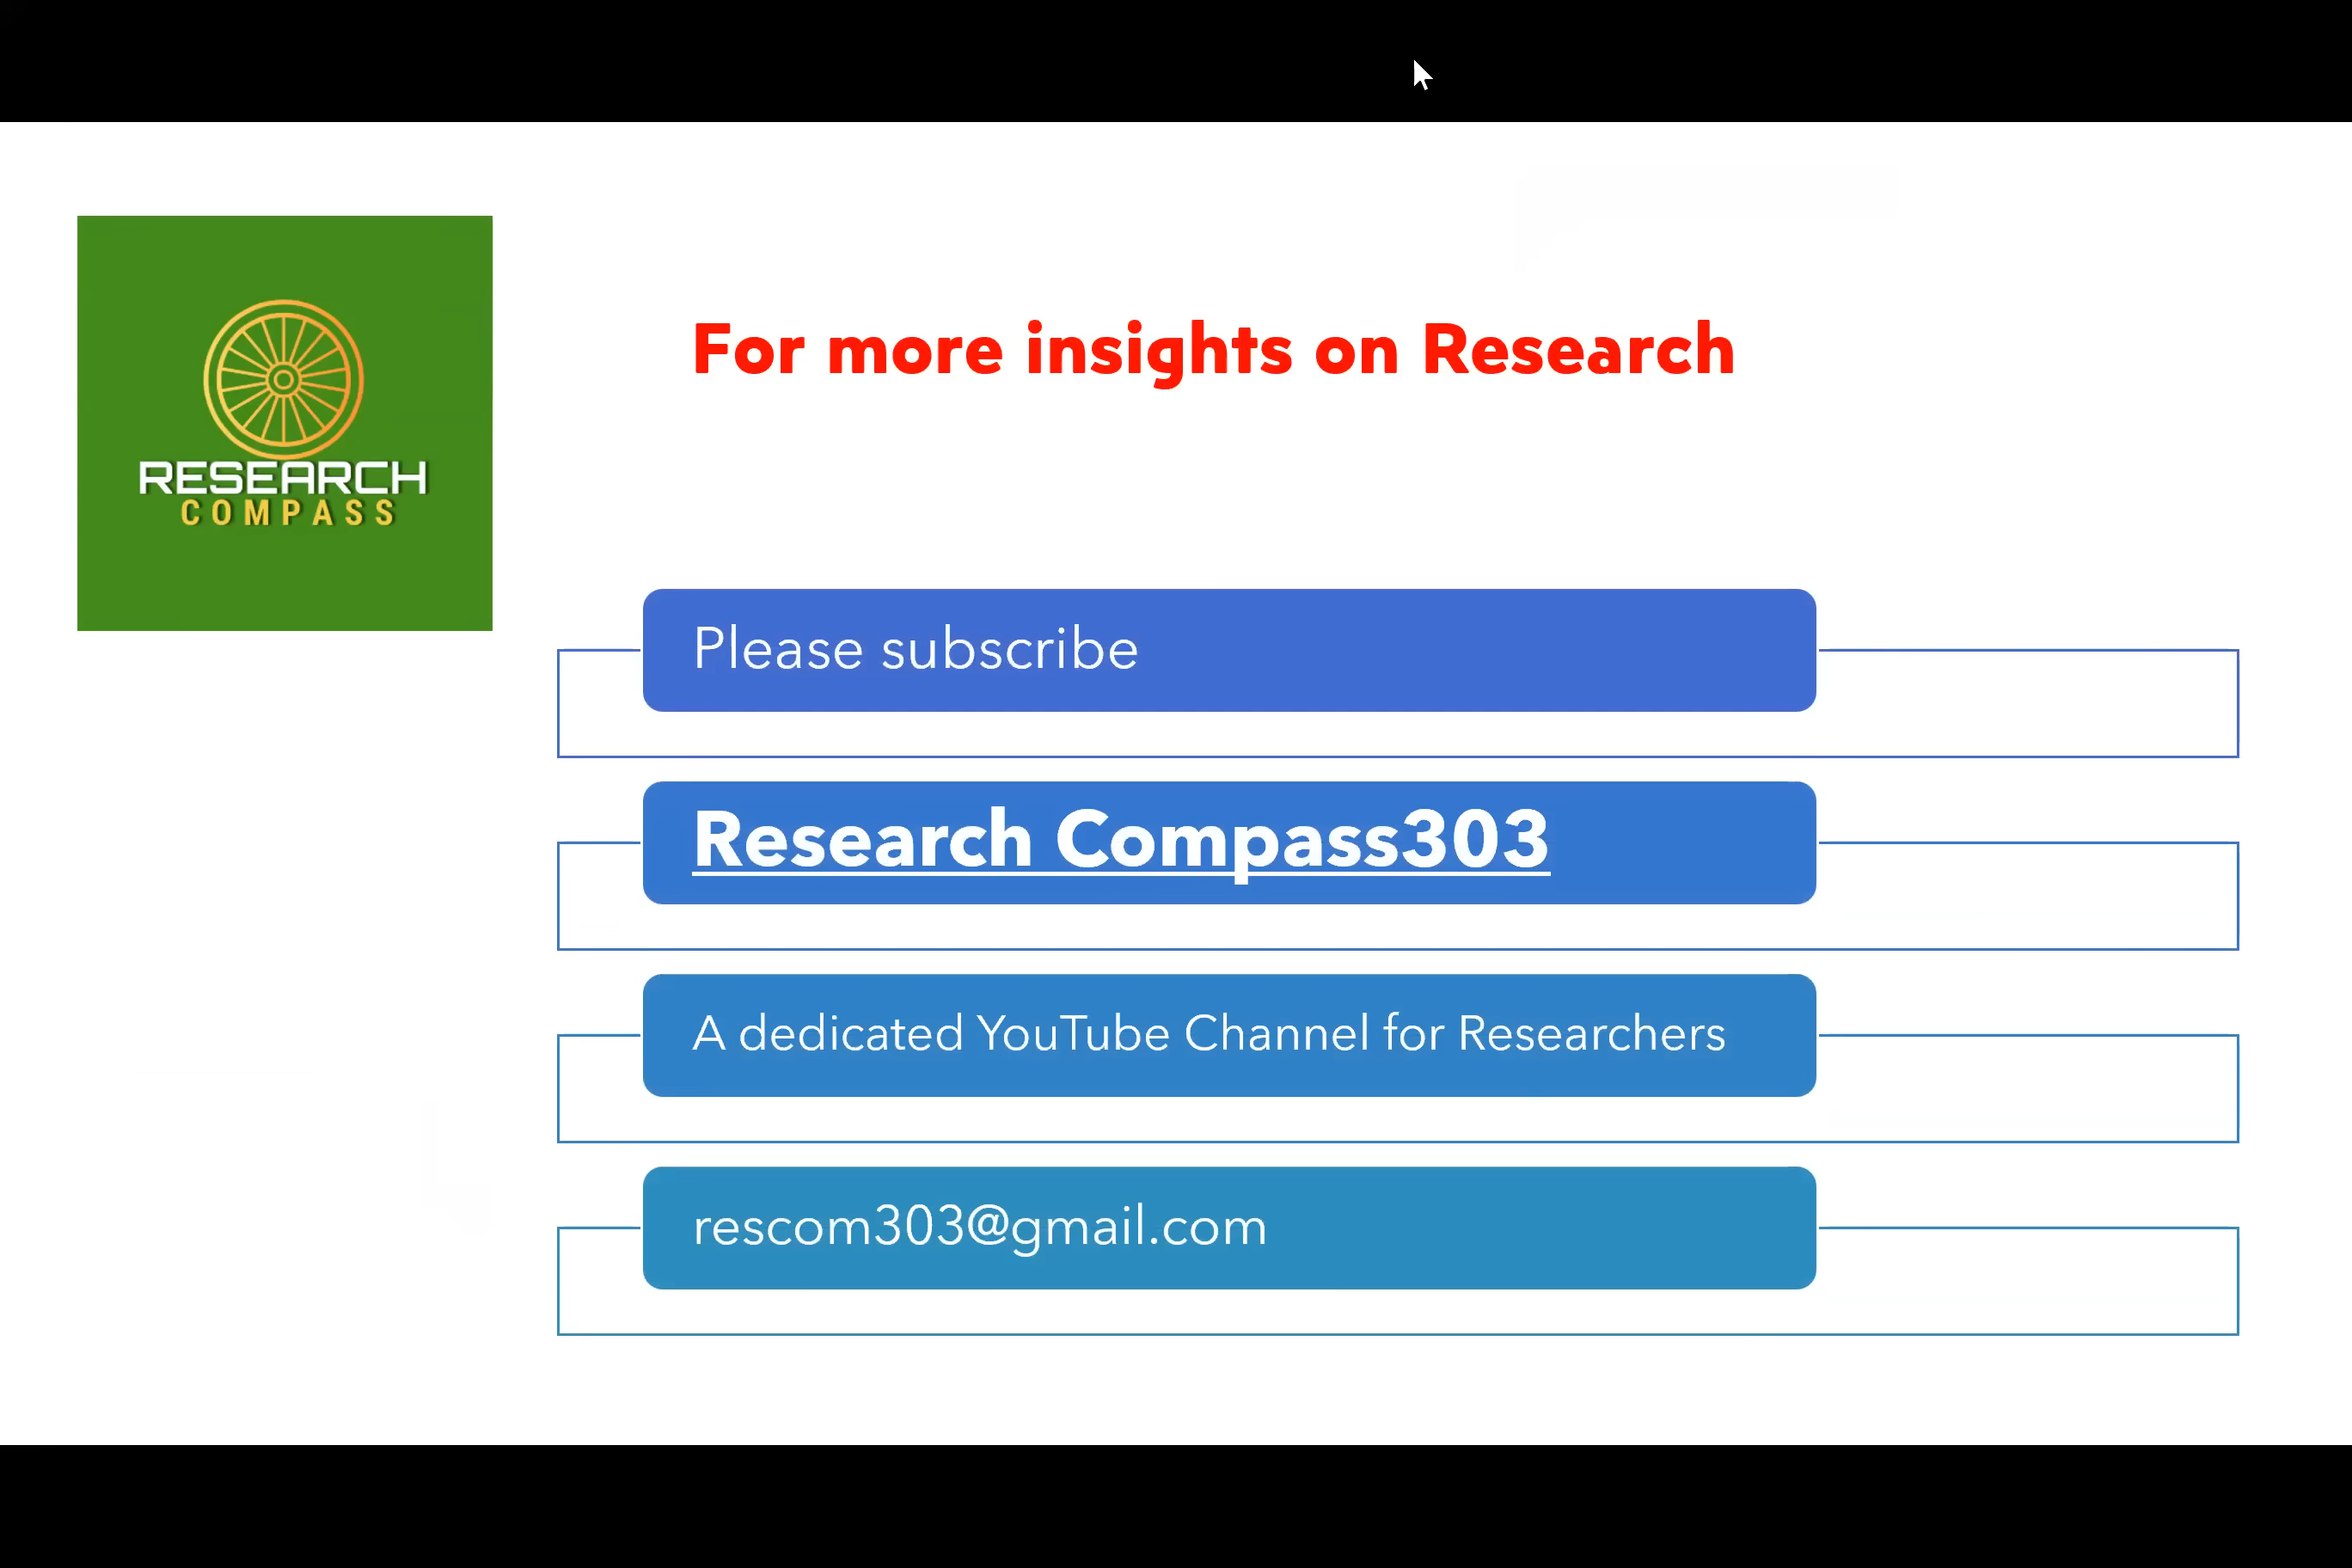 RESEARCH
COMPASS
For more insights on Research
Please subscribe
Research Compass303
A dedicated YouTube Channel for Researchers
rescom303@gmail.com